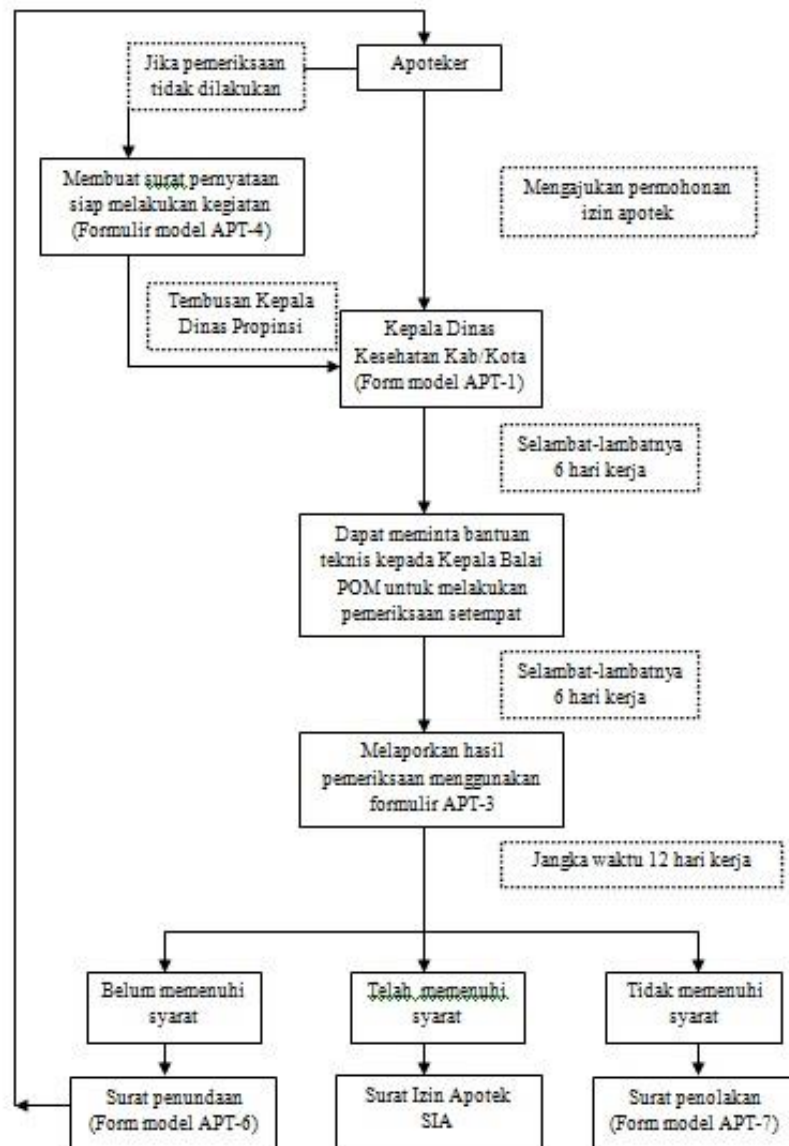 Apoteker
Jika pemeriksaan
tidak dilakukan
Membuat surat pernyataan
siap melakukan kegiatan
(Formulir model APT-4)
Mengajukan permohonan
izin apotek
Tembusan Kepala
Dinas Propinsi
Kepala Dinas
Kesehatan Kab/Kota
(Form model APT-1)
Selambat-lambatnya
6 hari kerja
Dapat meminta bantuan
teknis kepada Kepala Balai
POM untuk melakukan
pemeriksaan setempat
Selambat-lambatnya
6 hari kerja
Melaporkan hasil
pemeriksaan menggunakan
formulir APT-3
Jangka waktu 12 hari kerja
Belum memenuhi
syarat
Telah memenuhi
syarat
Tidak memenuhi
syarat
Surat penundaan
(Form model APT-6)
Surat Izin Apotek
SIA
Surat penolakan
(Form model APT-7)